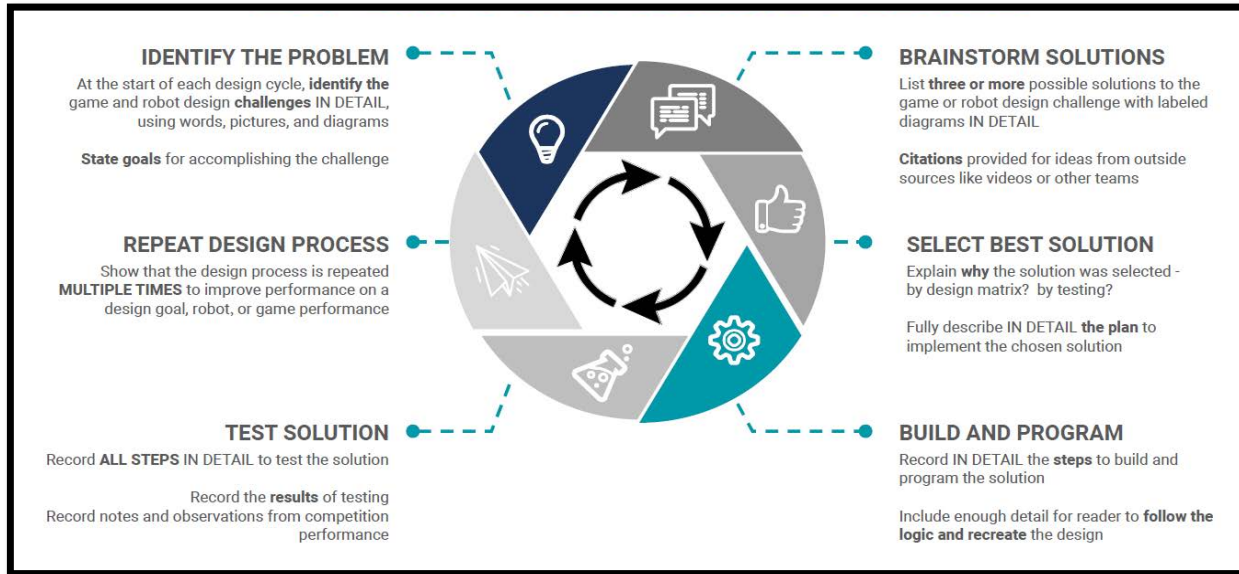 IDENTIFY THE PROBLEM
At the start of each design cycle, identify the
game and robot design challenges IN DETAIL,
using words, pictures, and diagrams
State goals for accomplishing the challenge
BRAINSTORM SOLUTIONS
List three or more possible solutions to the
game or robot design challenge with labeled
diagrams IN DETAIL
Citations provided for ideas from outside
sources like videos or other teams
REPEAT DESIGN PROCESS
Show that the design process is repeated
MULTIPLE TIMES to improve performance on a
design goal, robot, or game performance
SELECT BEST SOLUTION
Explain why the solution was selected -
by design matrix? by testing?
Fully describe IN DETAIL the plan to
implement the chosen solution
TEST SOLUTION
Record ALL STEPS IN DETAIL to test the solution
Record the results of testing
Record notes and observations from competition
performance
BUILD AND PROGRAM
Record IN DETAIL the steps to build and
program the solution
Include enough detail for reader to follow the
logic and recreate the design